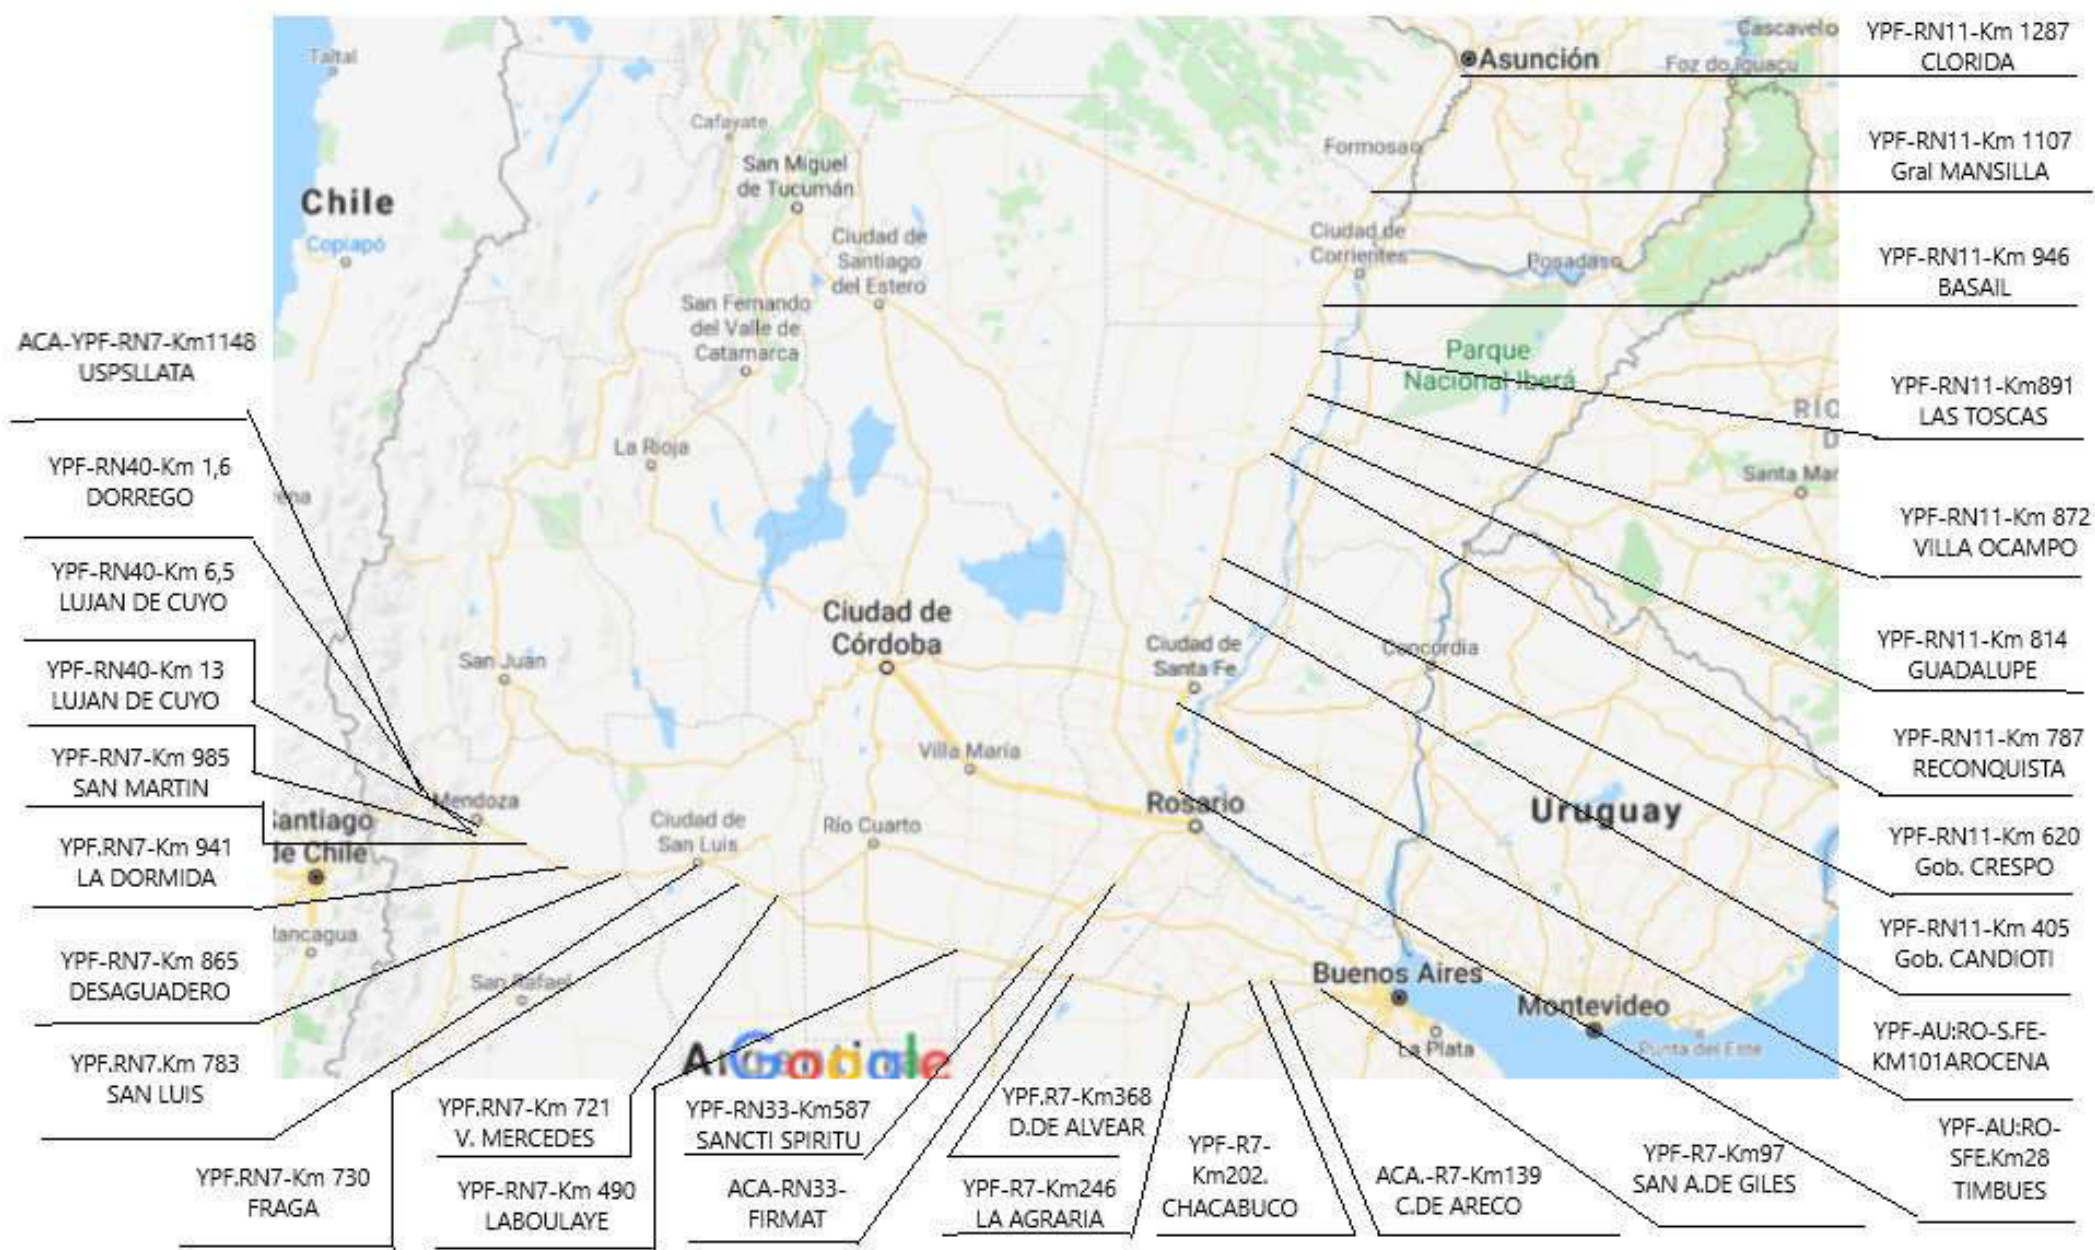 YPF-RN11-Km 1287
CLORIDA
YPF-RN11-Km 1107
Gral MANSILLA
YPF-RN11-Km 946
BASAIL
YPF-RN11-Km891
LAS TOSCAS
YPF-RN11-Km 872
VILLA OCAMPO
YPF-RN11-Km 814
GUADALUPE
YPF-RN11-Km 787
RECONQUISTA
YPF-RN11-Km 620
Gob. CRESPO
YPF-RN11-Km 405
Gob. CANDIOTI
YPF-AU:RO-S.FE-
KM101AROCENA
YPF-AU:RO-
SFE.Km28
TIMBUES
ACA-YPF-RN7-Km1148
USPSLLATA
YPF-RN40-Km 1,6
DORREGO
YPF-RN40-Km 6,5
LUJAN DE CUYO
YPF-RN40-Km 13
LUJAN DE CUYO
YPF-RN7-Km 985
SAN MARTIN
YPF.RN7-Km 941
LA DORMIDA
YPF-RN7-Km 865
DESAGUADERO
YPF.RN7.Km 783
SAN LUIS
YPF.RN7-Km 730
FRAGA
YPF.RN7-Km 721
V. MERCEDES
YPF-RN7-Km 490
LABOULAYE
YPF-RN33-Km587
SANCTI SPIRITU
ACA-RN33-
FIRMAT
YPF.R7-Km368
D.DE ALVEAR
YPF-R7-Km246
LA AGRARIA
YPF-R7-
Km202.
CHACABUCO
ACA.-R7-Km139
C.DE ARECO
YPF-R7-Km97
SAN A.DE GILES
Taltal
Chile
Copiapó
Cafayate
San Miguel
de Tucumán
Ciudad de
Santiago
del Estero
San Fernando
del Valle de
Catamarca
La Rioja
Asunción
Foz do Iguaçu
Cascavel
Formosa
Ciudad de
Corrientes
Posadas
Parque
Nacional Iberá
Santa Mar
Ciudad de
Córdoba
San Juan
Ciudad de
Santa Fe
Concordia
Villa María
Mendoza
Ciudad de
San Luis
Río Cuarto
Rosario
Uruguay
Santiago
de Chile
Rancagua
San Rafael
Buenos Aires
Montevideo
La Plata
Punta del Este
Google